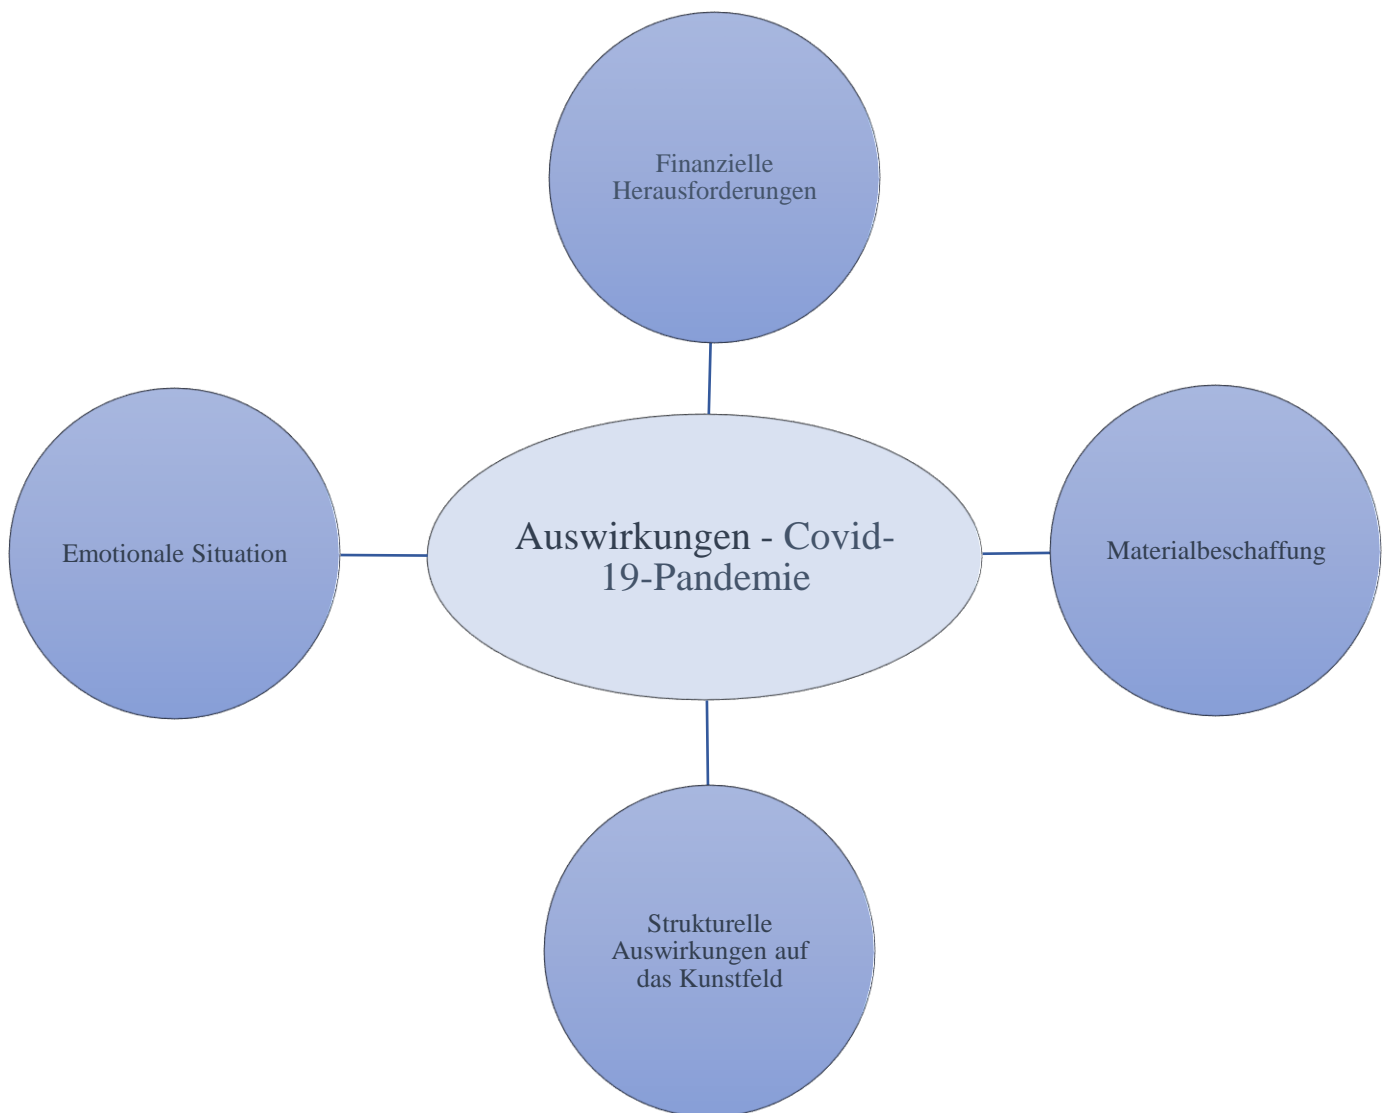 Finanzielle
Herausforderungen
Emotionale Situation
Auswirkungen - Covid-
19-Pandemie
Materialbeschaffung
Strukturelle
Auswirkungen auf
das Kunstfeld